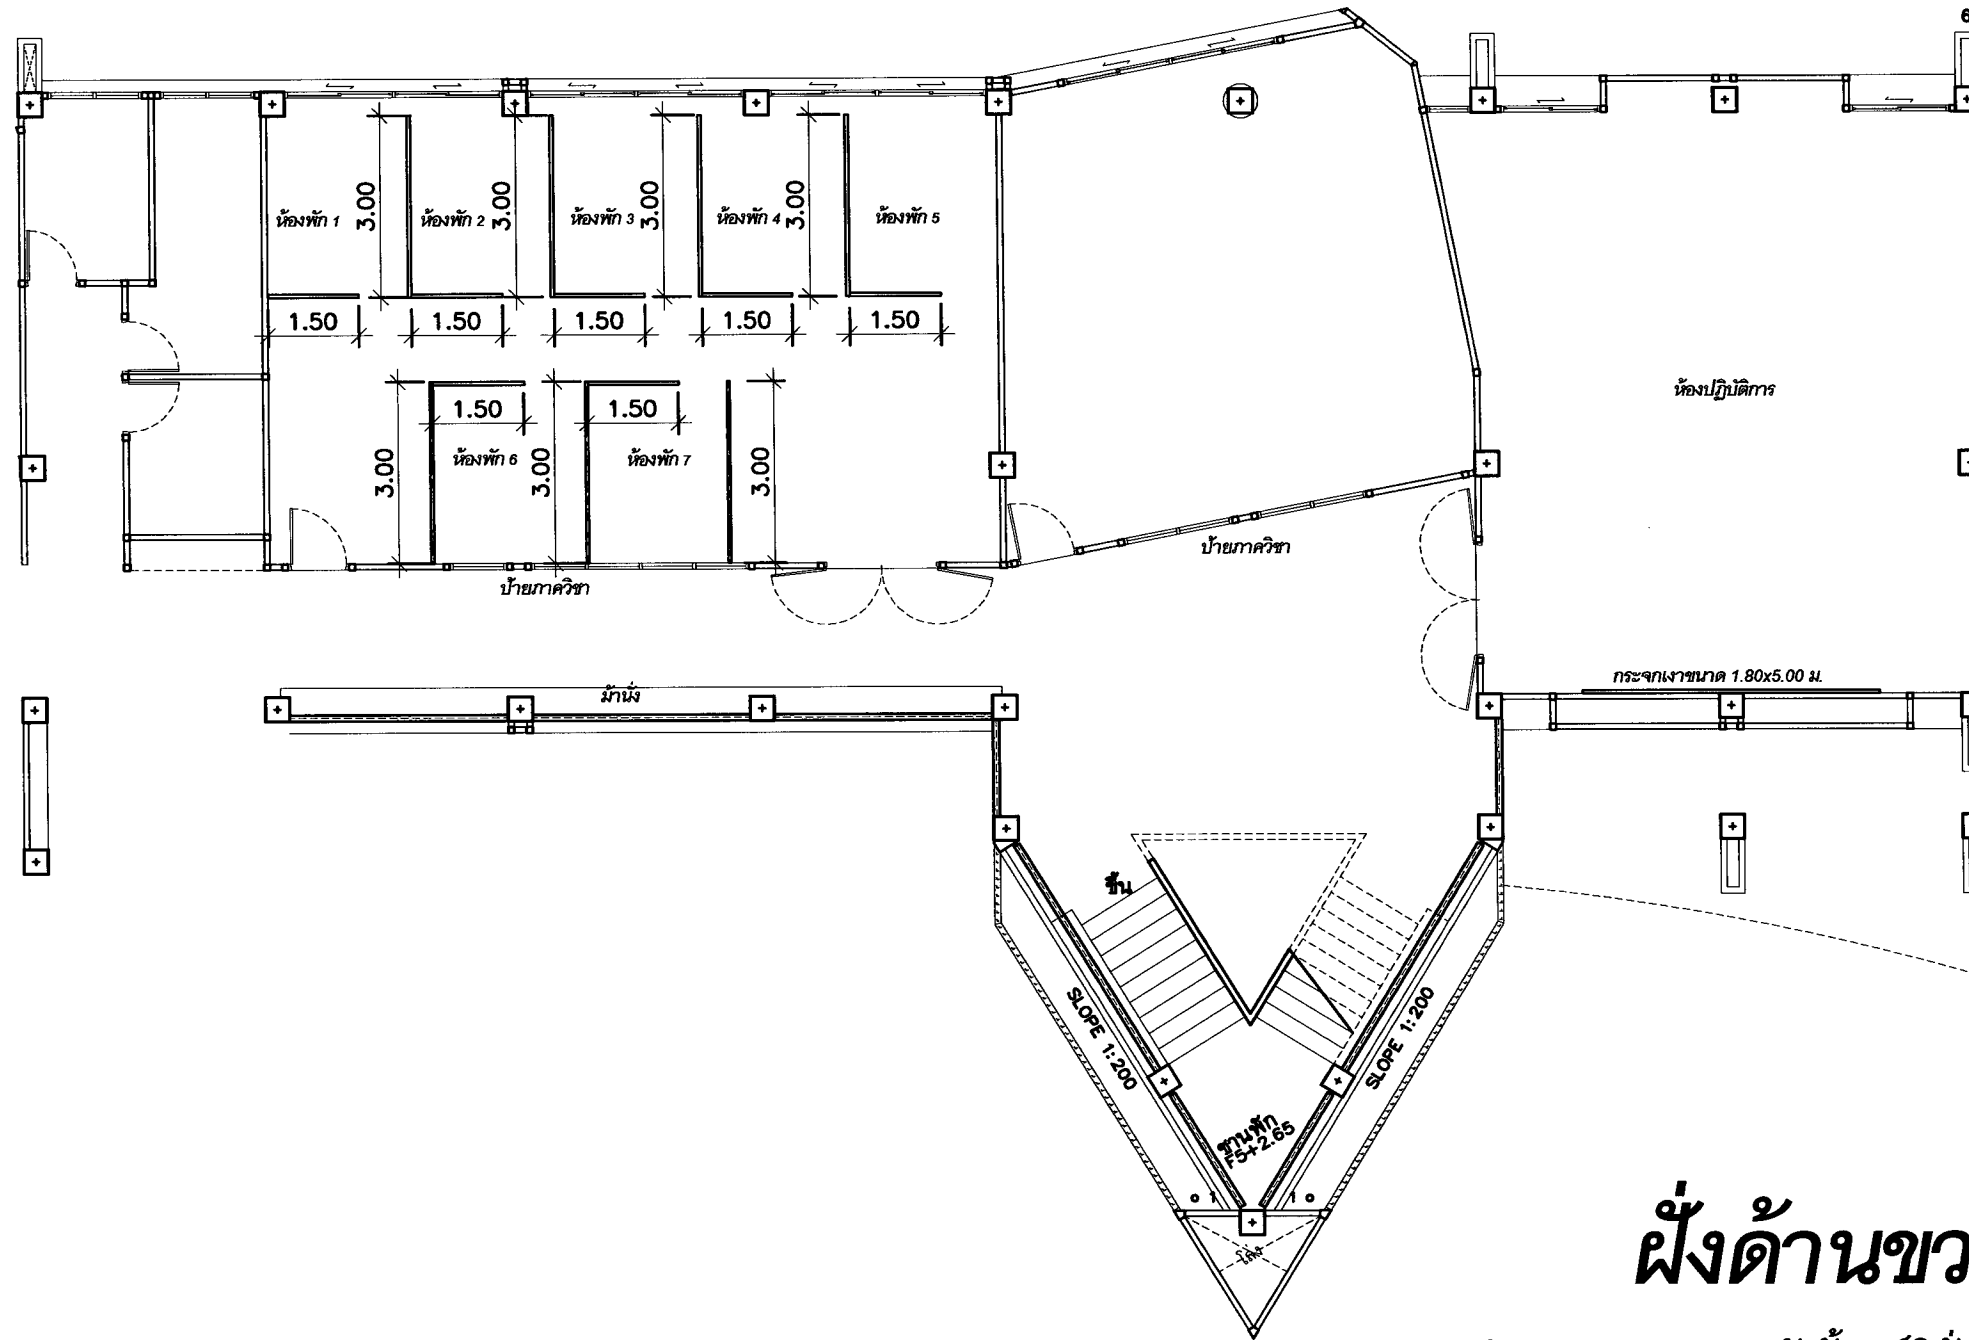 6
ห้องพัก 1
3.00
ห้องพัก 2
3.00
ห้องพัก 3
3.00
ห้องพัก 4
3.00
ห้องพัก 5
1.50
1.50
1.50
1.50
1.50
1.50
1.50
3.00
ห้องพัก 6
3.00
ห้องพัก 7
3.00
ห้องปฏิบัติการ
ป้ายภาควิชา
ป้ายภาควิชา
ม้านั่ง
กระจกเงาขนาด 1.80x5.00 ม.
ขึ้น
SLOPE 1:200
SLOPE 1:200
ชานพัก
F5+2.65
โล่ง
ฝั่งด้านขว